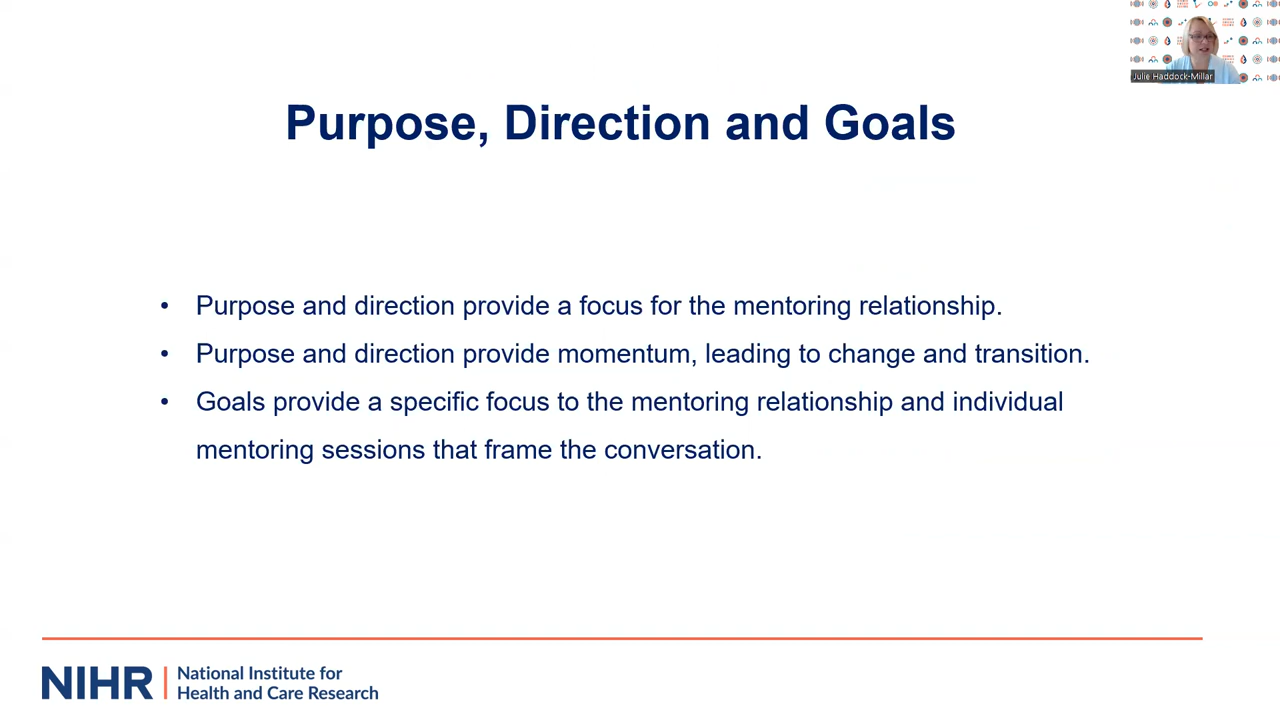 Julie Haddock-Millar
Purpose, Direction and Goals
• Purpose and direction provide a focus for the mentoring relationship.
• Purpose and direction provide momentum, leading to change and transition.
• Goals provide a specific focus to the mentoring relationship and individual
mentoring sessions that frame the conversation.
NIHR | National Institute for
Health and Care Research